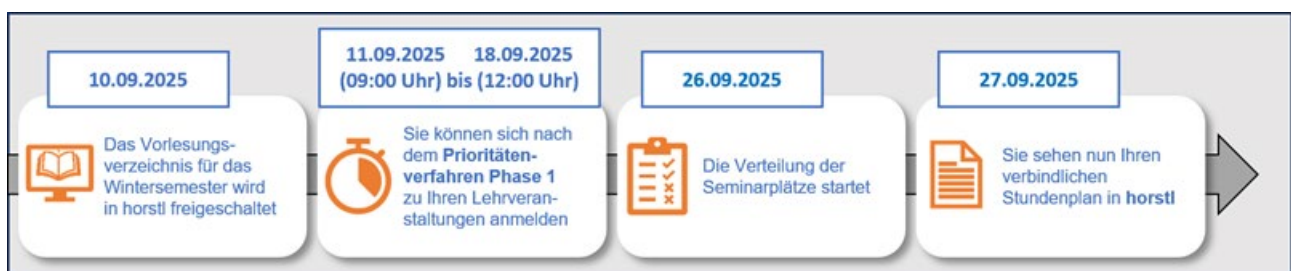 10.09.2025
Das Vorlesungs-
verzeichnis für das
Wintersemester wird
in horstl freigeschaltet
11.09.2025 18.09.2025
(09:00 Uhr) bis (12:00 Uhr)
Sie können sich nach
dem Prioritäten-
verfahren Phase 1
zu Ihren Lehrveran-
staltungen anmelden
26.09.2025
Die Verteilung der
Seminarplätze startet
27.09.2025
Sie sehen nun Ihren
verbindlichen
Stundenplan in horstl